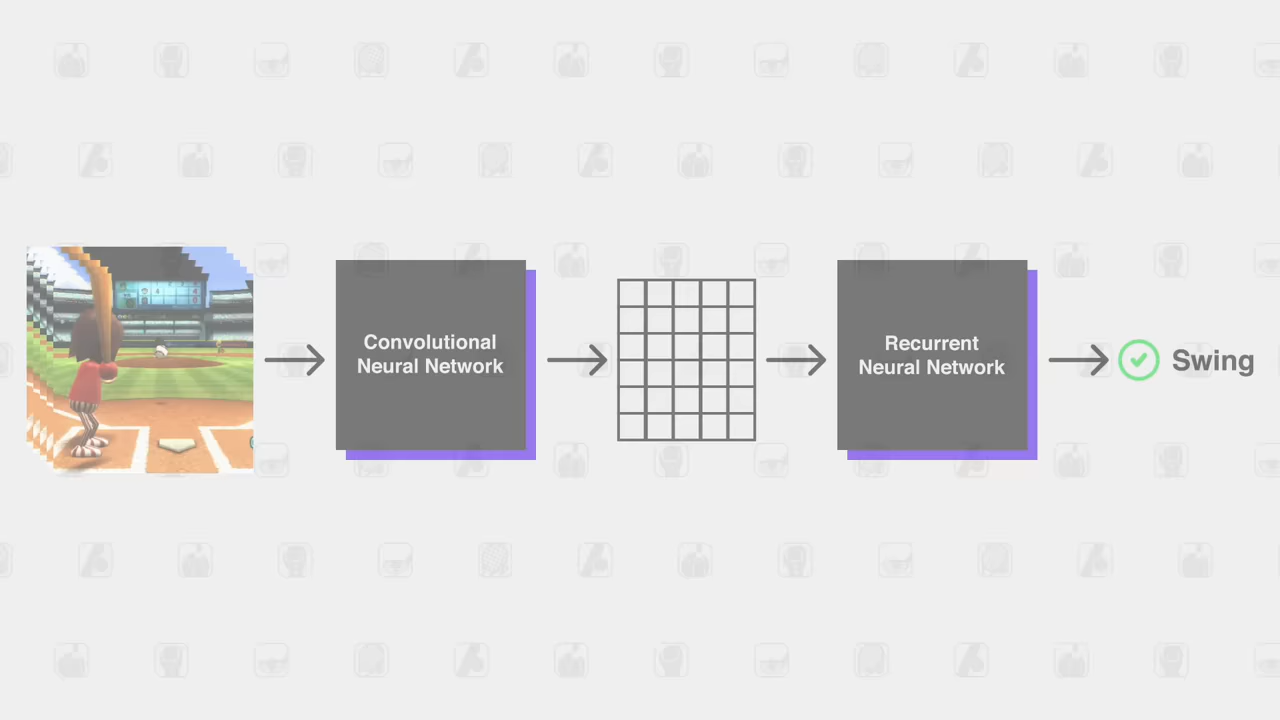 Convolutional
Neural Network
Recurrent
Neural Network
Swing